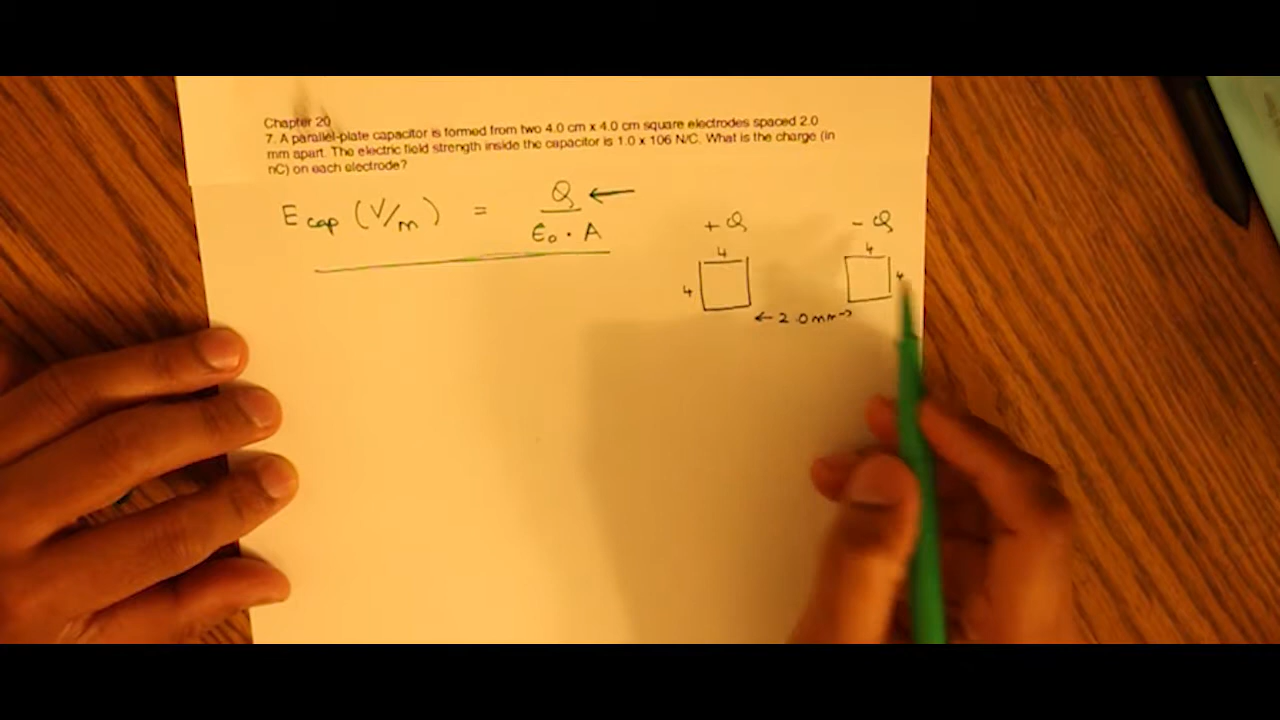 Chapter 20
7. A parallel-plate capacitor is formed from two 4.0 cm x 4.0 cm square electrodes spaced 2.0
mm apart. The electric field strength inside the capacitor is 1.0 x 106 N/C. What is the charge (in
nC) on each electrode?
E cap (V/m) = Q ←
ϵ₀ · A
+Q -Q
4 4
4 4
←2.0mm→